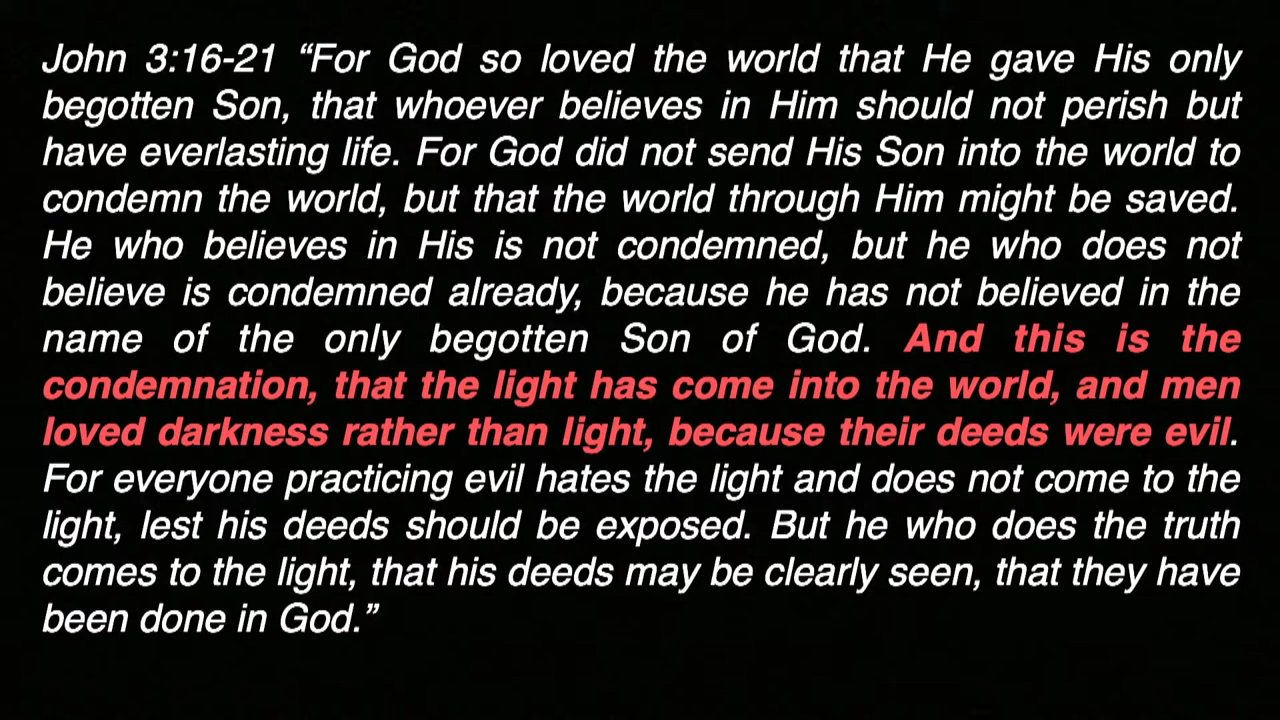 John 3:16-21 “For God so loved the world that He gave His only
begotten Son, that whoever believes in Him should not perish but
have everlasting life. For God did not send His Son into the world to
condemn the world, but that the world through Him might be saved.
He who believes in His is not condemned, but he who does not
believe is condemned already, because he has not believed in the
name of the only begotten Son of God. And this is the
condemnation, that the light has come into the world, and men
loved darkness rather than light, because their deeds were evil.
For everyone practicing evil hates the light and does not come to the
light, lest his deeds should be exposed. But he who does the truth
comes to the light, that his deeds may be clearly seen, that they have
been done in God.”